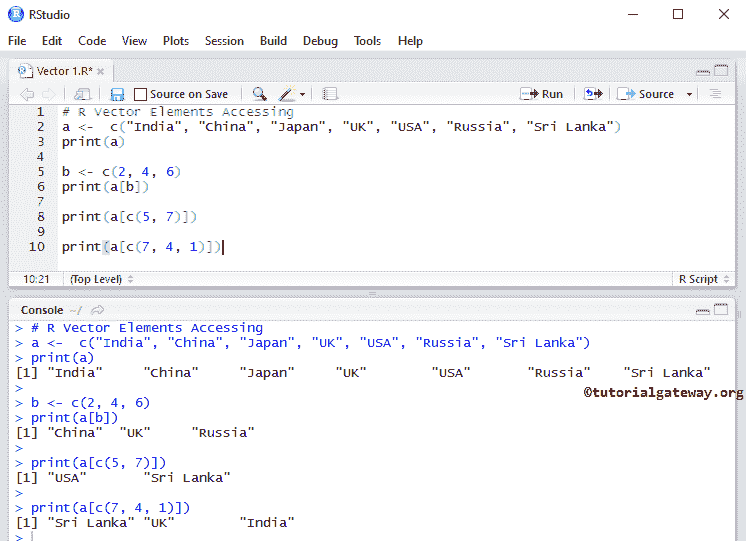 RStudio
File Edit Code View Plots Session Build Debug Tools Help
Vector 1.R*
Source on Save Run Source
1 # R Vector Elements Accessing
2 a <-  c("India", "China", "Japan", "UK", "USA", "Russia", "Sri Lanka")
3 print(a)
4
5 b <- c(2, 4, 6)
6 print(a[b])
7
8 print(a[c(5, 7)])
9
10 print(a[c(7, 4, 1)])
10:21 (Top Level) R Script
Console ~/
> # R Vector Elements Accessing
> a <-  c("India", "China", "Japan", "UK", "USA", "Russia", "Sri Lanka")
> print(a)
[1] "India"     "China"     "Japan"     "UK"        "USA"       "Russia"    "Sri Lanka"
>
©tutorialgateway.org
> b <- c(2, 4, 6)
> print(a[b])
[1] "China"  "UK"     "Russia"
>
> print(a[c(5, 7)])
[1] "USA"       "Sri Lanka"
>
> print(a[c(7, 4, 1)])
[1] "Sri Lanka" "UK"        "India"
>